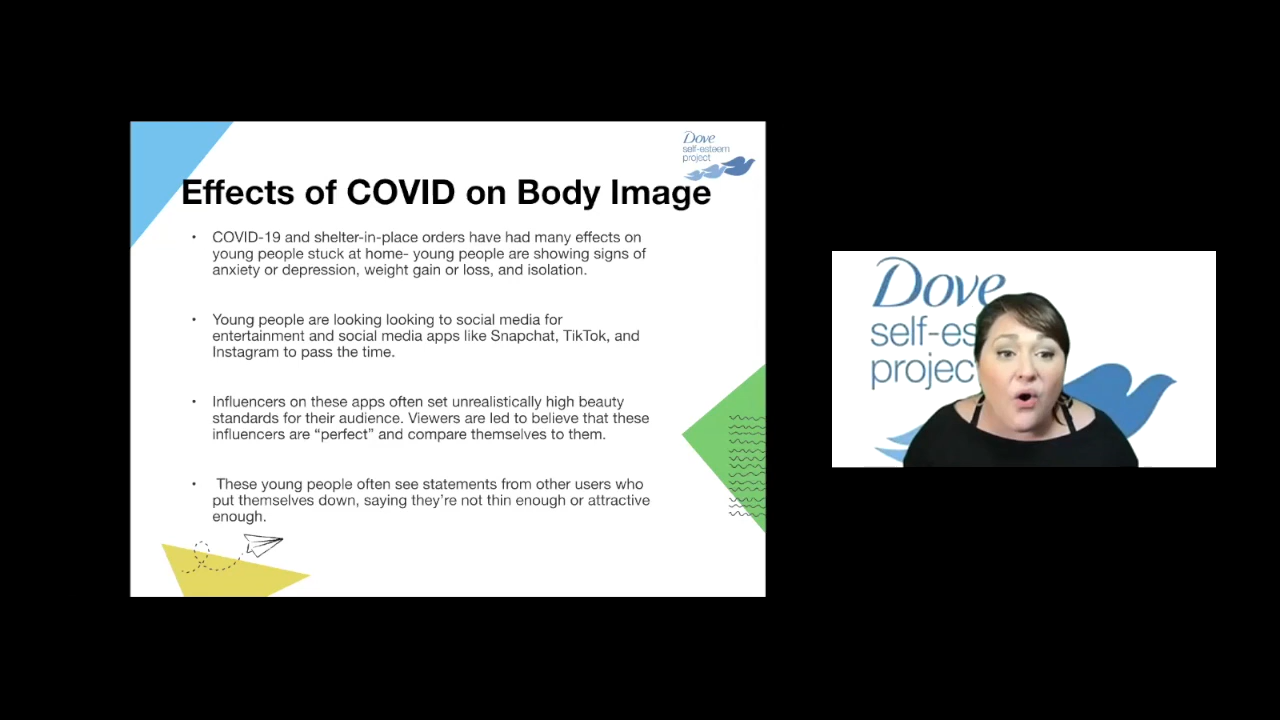 Dove
self-esteem
project
Effects of COVID on Body Image
• COVID-19 and shelter-in-place orders have had many effects on
young people stuck at home- young people are showing signs of
anxiety or depression, weight gain or loss, and isolation.
• Young people are looking looking to social media for
entertainment and social media apps like Snapchat, TikTok, and
Instagram to pass the time.
• Influencers on these apps often set unrealistically high beauty
standards for their audience. Viewers are led to believe that these
influencers are “perfect” and compare themselves to them.
• These young people often see statements from other users who
put themselves down, saying they’re not thin enough or attractive
enough.
Dove
self-es
projec